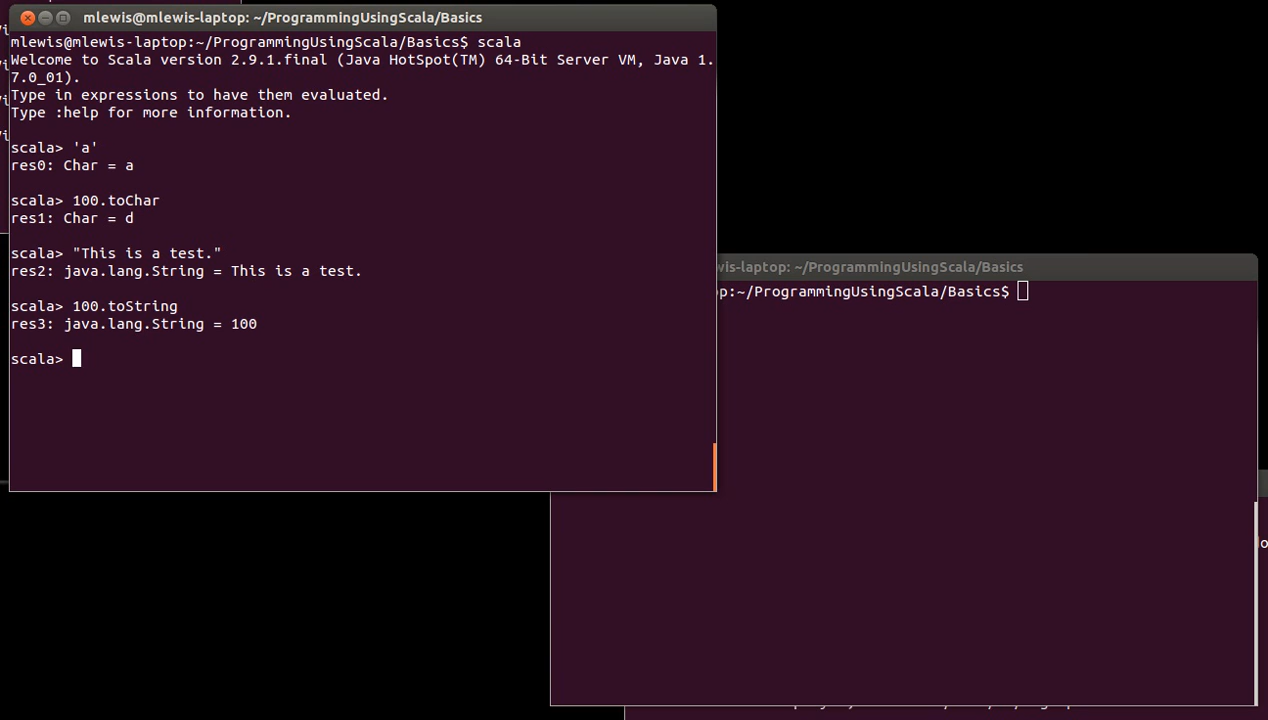 mlewis@mlewis-laptop: ~/ProgrammingUsingScala/Basics
mlewis@mlewis-laptop:~/ProgrammingUsingScala/Basics$ scala
Welcome to Scala version 2.9.1.final (Java HotSpot(TM) 64-Bit Server VM, Java 1.
7.0_01).
Type in expressions to have them evaluated.
Type :help for more information.
scala> 'a'
res0: Char = a
scala> 100.toChar
res1: Char = d
scala> "This is a test."
res2: java.lang.String = This is a test.
scala> 100.toString
res3: java.lang.String = 100
scala>
wis-laptop: ~/ProgrammingUsingScala/Basics
op:~/ProgrammingUsingScala/Basics$